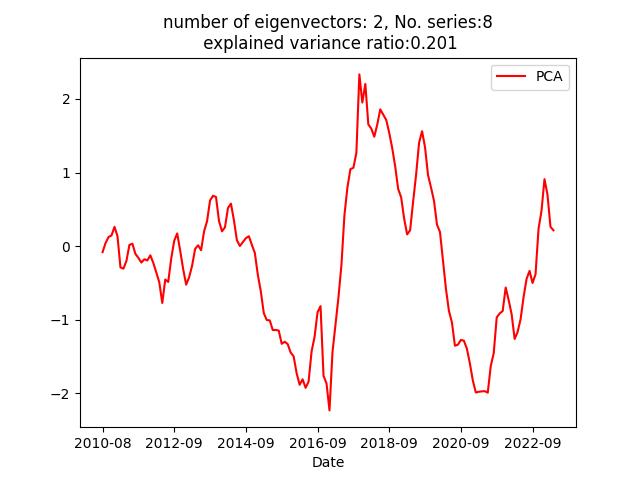 number of eigenvectors: 2, No. series:8
explained variance ratio:0.201
PCA
2
1
0
−1
−2
2010-08 2012-09 2014-09 2016-09 2018-09 2020-09 2022-09
Date